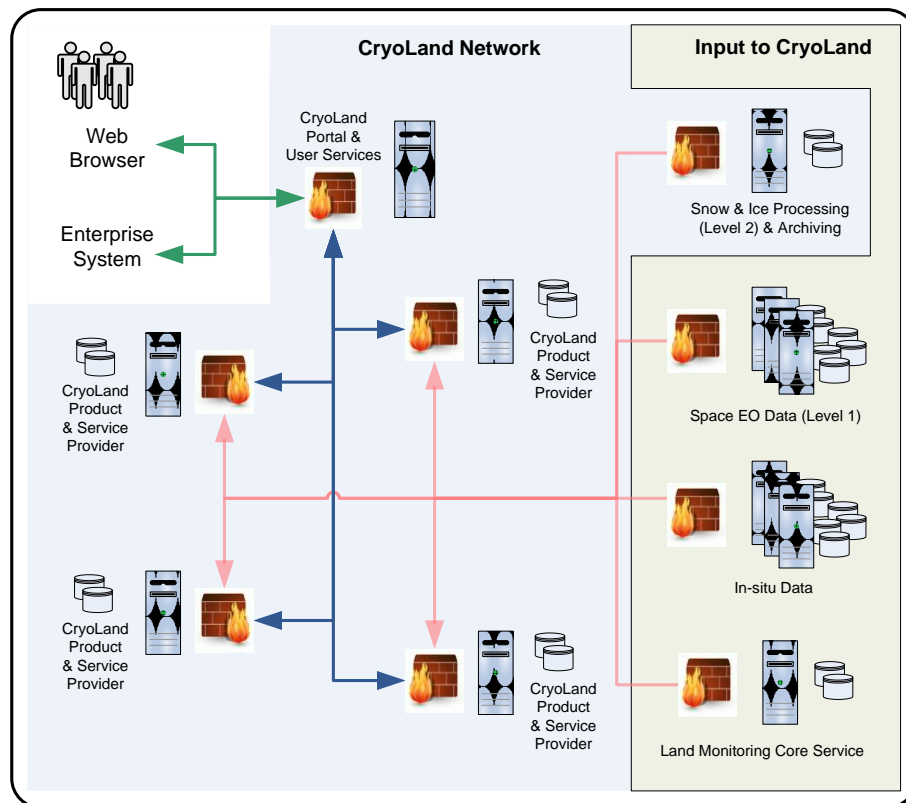 CryoLand Network
Input to CryoLand
Web
Browser
Enterprise
System
CryoLand
Portal &
User Services
Snow & Ice Processing
(Level 2) & Archiving
CryoLand
Product
& Service
Provider
CryoLand
Product
& Service
Provider
Space EO Data (Level 1)
In-situ Data
CryoLand
Product
& Service
Provider
CryoLand
Product
& Service
Provider
Land Monitoring Core Service